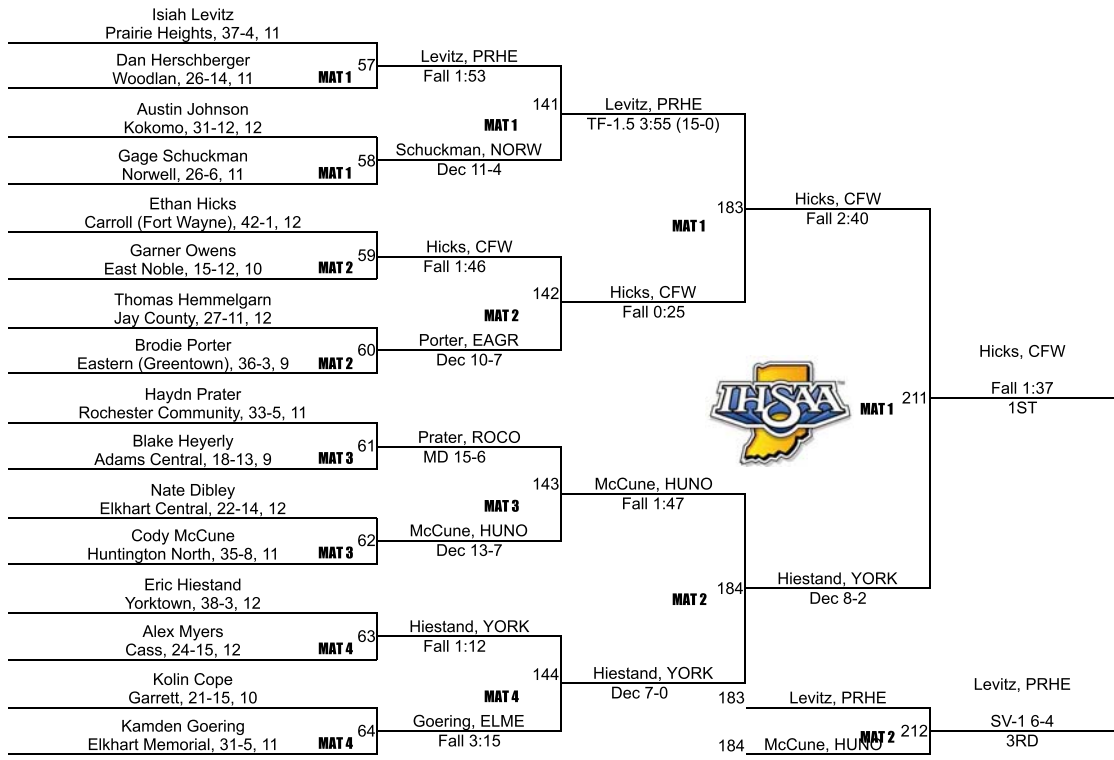 Isiah Levitz
Prairie Heights, 37-4, 11
Dan Herschberger
Woodlan, 26-14, 11
MAT 1
57
Austin Johnson
Kokomo, 31-12, 12
Gage Schuckman
Norwell, 26-6, 11
MAT 1
58
Ethan Hicks
Carroll (Fort Wayne), 42-1, 12
Garner Owens
East Noble, 15-12, 10
MAT 2
59
Thomas Hemmelgarn
Jay County, 27-11, 12
Brodie Porter
Eastern (Greentown), 36-3, 9
MAT 2
60
Haydn Prater
Rochester Community, 33-5, 11
Blake Heyerly
Adams Central, 18-13, 9
MAT 3
61
Nate Dibley
Elkhart Central, 22-14, 12
Cody McCune
Huntington North, 35-8, 11
MAT 3
62
Eric Hiestand
Yorktown, 38-3, 12
Alex Myers
Cass, 24-15, 12
MAT 4
63
Kolin Cope
Garrett, 21-15, 10
Kamden Goering
Elkhart Memorial, 31-5, 11
MAT 4
64
Levitz, PRHE
Fall 1:53
141
MAT 1
Schuckman, NORW
Dec 11-4
Hicks, CFW
Fall 1:46
142
MAT 2
Porter, EAGR
Dec 10-7
Prater, ROCO
MD 15-6
143
MAT 3
McCune, HUNO
Dec 13-7
Hiestand, YORK
Fall 1:12
144
MAT 4
Goering, ELME
Fall 3:15
Levitz, PRHE
TF-1.5 3:55 (15-0)
183
MAT 1
Hicks, CFW
Fall 0:25
McCune, HUNO
Fall 1:47
184
MAT 2
Hiestand, YORK
Dec 7-0
Hicks, CFW
Fall 2:40
IHSAA
211
MAT 1
Hiestand, YORK
Dec 8-2
Hicks, CFW
Fall 1:37
1ST
183
Levitz, PRHE
184
McCune, HUNO
MAT 2
212
Levitz, PRHE
SV-1 6-4
3RD